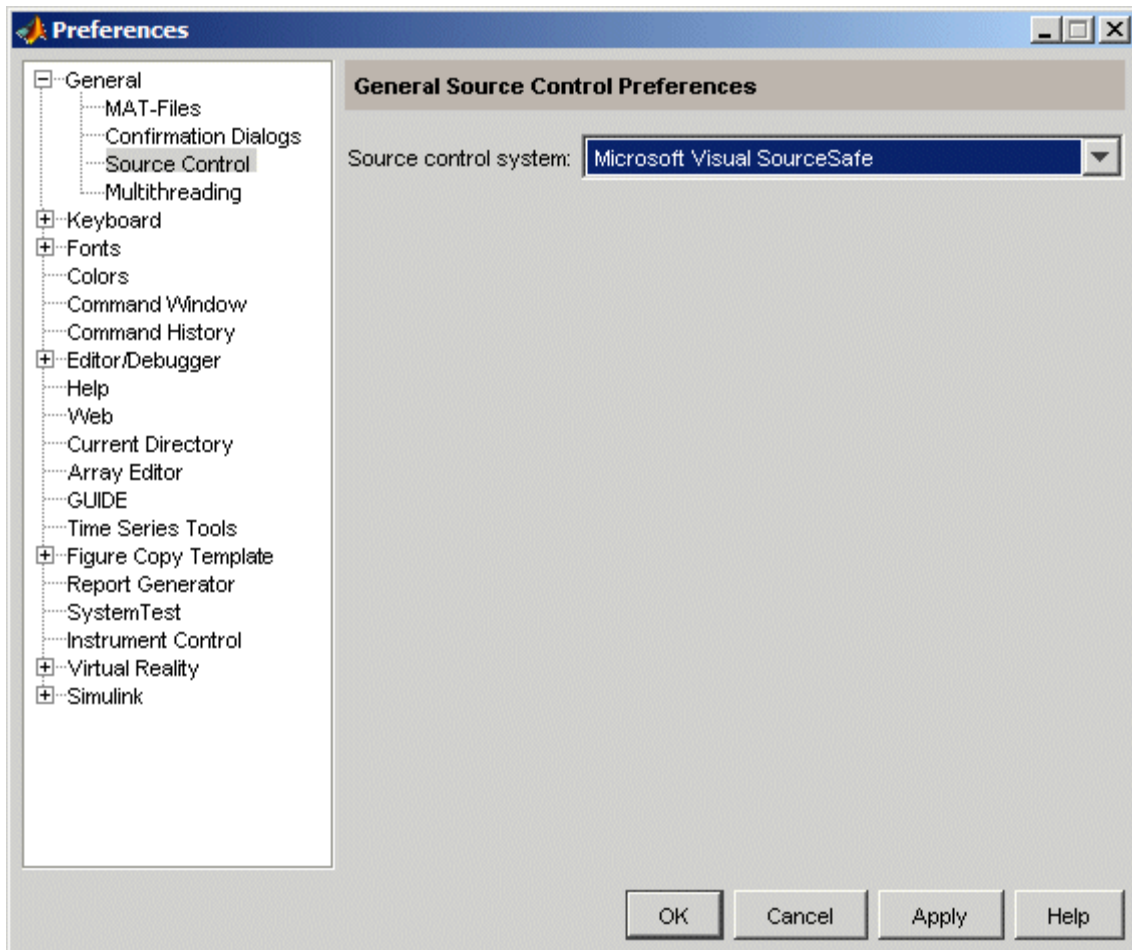 Preferences
General
MAT-Files
Confirmation Dialogs
Source Control
Multithreading
Keyboard
Fonts
Colors
Command Window
Command History
Editor/Debugger
Help
Web
Current Directory
Array Editor
GUIDE
Time Series Tools
Figure Copy Template
Report Generator
SystemTest
Instrument Control
Virtual Reality
Simulink
General Source Control Preferences
Source control system: Microsoft Visual SourceSafe
OK Cancel Apply Help